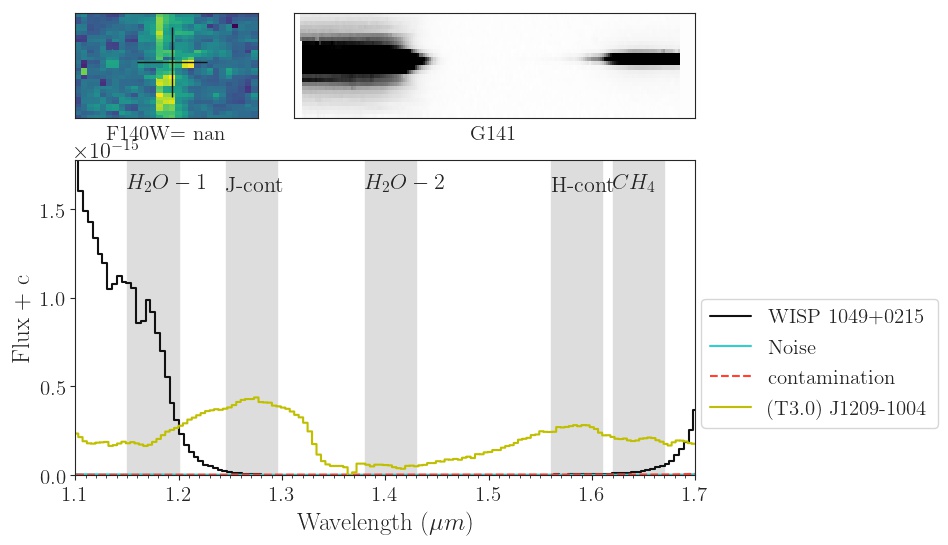 F140W= nan
G141
×10−15
H2O − 1
J-cont
H2O − 2
H-cont
CH4
1.5
1.0
0.5
0.0
Flux + c
1.1
1.2
1.3
1.4
1.5
1.6
1.7
Wavelength (μm)
WISP 1049+0215
Noise
contamination
(T3.0) J1209-1004